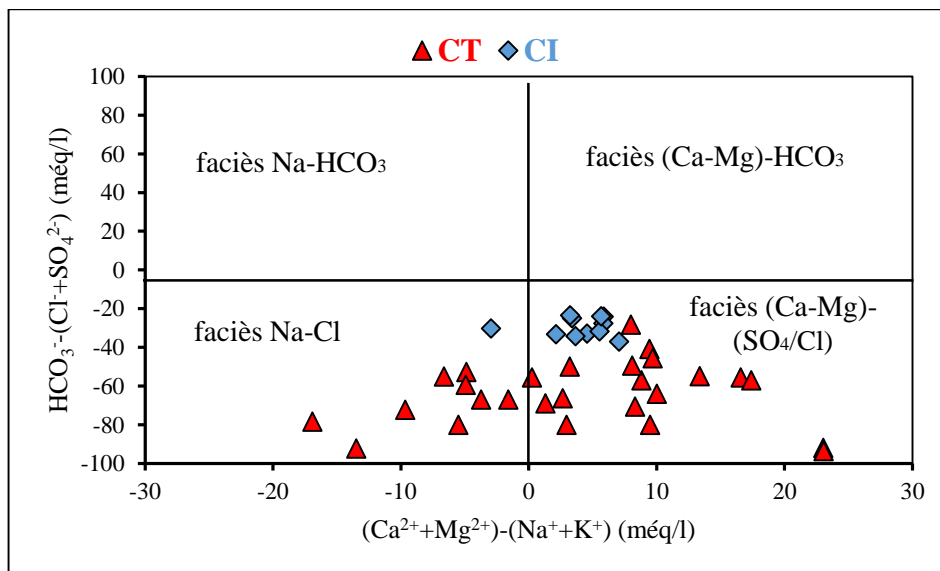 CT CI
100
80
60
40
20
0
-20
-40
-60
-80
-100
HCO₃⁻-(Cl⁻+SO₄²⁻) (méq/l)
faciès Na-HCO₃
faciès (Ca-Mg)-HCO₃
faciès Na-Cl
faciès (Ca-Mg)-
(SO₄/Cl)
-30 -20 -10 0 10 20 30
(Ca²⁺+Mg²⁺)-(Na⁺+K⁺) (méq/l)